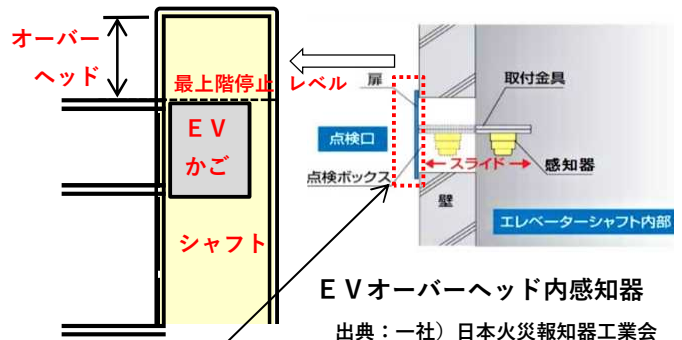 オーバー
ヘッド
最上階停止レベル
ＥＶ
かご
シャフト
扉
取付金具
点検口
スライド
感知器
点検ボックス
壁
エレベーターシャフト内部
ＥＶオーバーヘッド内感知器
出典：一社）日本火災報知器工業会